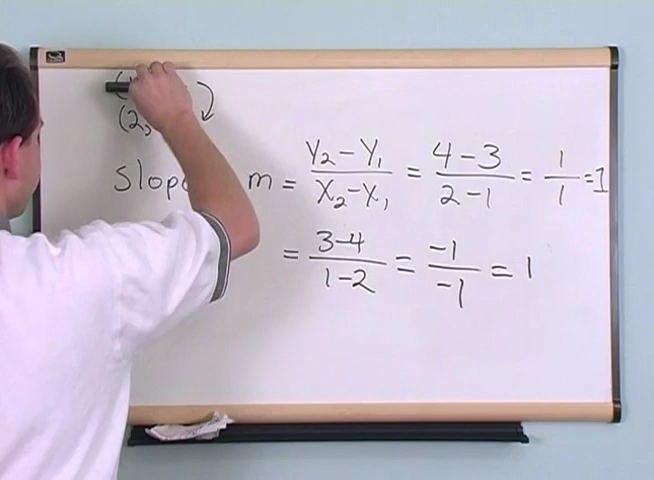 (2,
slope m = Y₂-Y₁ / X₂-X₁ = 4-3 / 2-1 = 1/1 = 1
= 3-4 / 1-2 = -1/-1 = 1